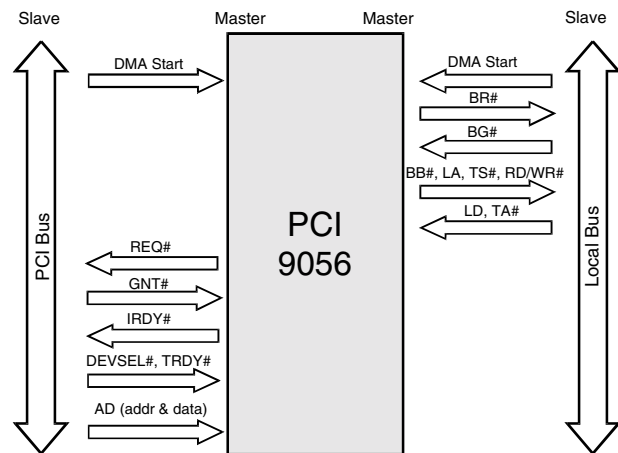 Slave Master Master Slave
DMA Start DMA Start
BR#
BG#
BB#, LA, TS#, RD/WR#
LD, TA#
PCI
9056
PCI Bus
Local Bus
REQ#
GNT#
IRDY#
DEVSEL#, TRDY#
AD (addr & data)